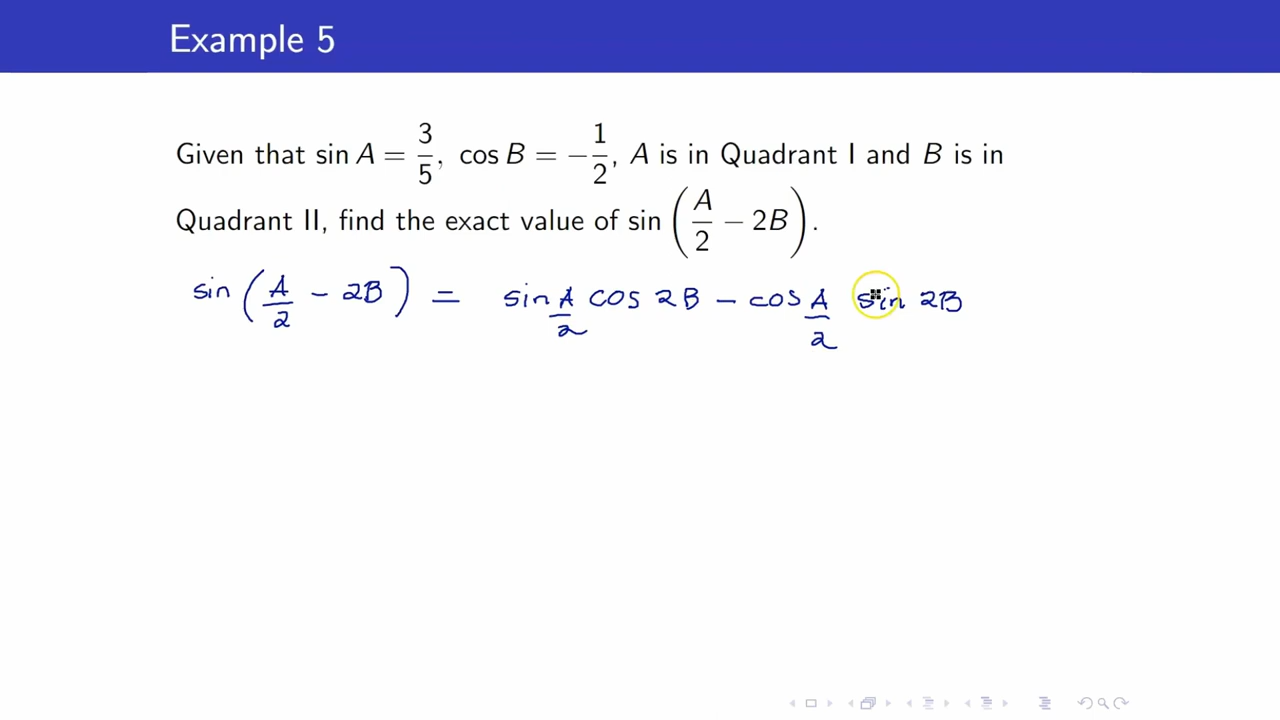 Example 5
Given that sin A = 3/5, cos B = −1/2, A is in Quadrant I and B is in
Quadrant II, find the exact value of sin (A/2 − 2B).
sin (A/2 − 2B) = sin A/2 cos 2B − cos A/2 sin 2B